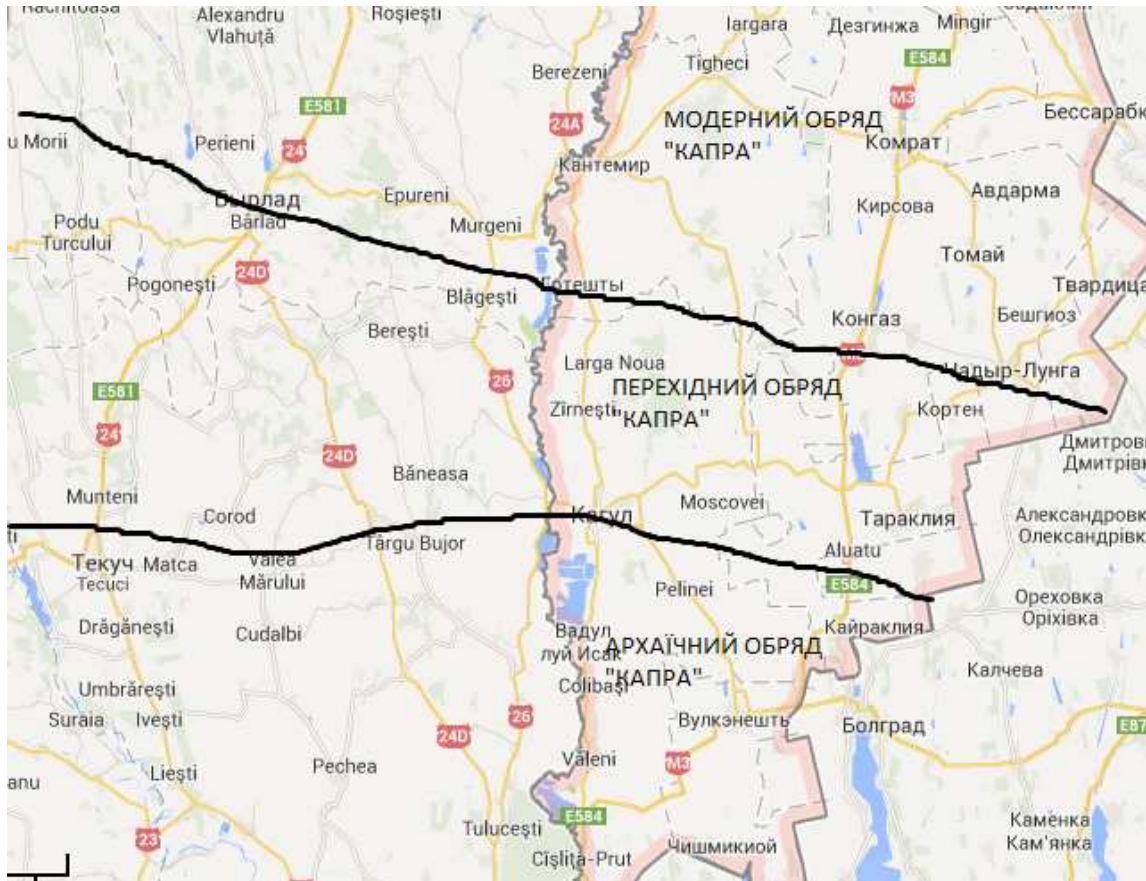 Alexandru
Vlahuță
Roșiești
Iargara
Дезгинжа
Mingir
Tigheci
E584
Berezeni
M3
E581
Бессарабк
24A
МОДЕРНИЙ ОБРЯД
"КАПРА"
u Morii
Perieni
24
Комрат
Кантемир
Авдарма
Epureni
Бырлад
Bârlad
Кирсова
Podu
Turcului
Murgeni
Томай
24D
Pogonești
Твардица
Blăgești
Готешты
Конгаз
Бешгиоз
Berești
Larga Noua
Чадыр-Лунга
E581
26
ПЕРЕХІДНИЙ ОБРЯД
"КАПРА"
Zîrnești
Кортен
24
Дмитровк
Дмитрівк
24D
Băneasa
Munteni
Moscovei
Corod
Кагул
Тараклия
Александровк
Олександрівк
Târgu Bujor
Текуч
Tecuci
Matca
Valea
Mărului
Aluatu
E584
Pelinei
Ореховка
Оріхівка
Drăgănești
Cudalbi
Вадул
луй Исак
Кайраклия
АРХАЇЧНИЙ ОБРЯД
"КАПРА"
Калчева
Colibași
Umbrărești
Suraia
Ivești
26
Вулкэнешть
Болград
E87
24D
Pechea
Văleni
M3
anu
Liești
E584
Каменка
Кам'янка
23
Tulucești
Cîșlița-Prut
Чишмикиой